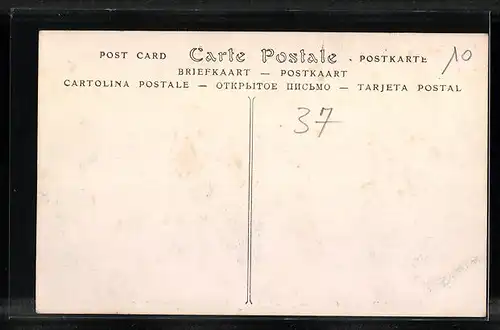 POST CARD Carte Postale . POSTKARTE 10
BRIEFKAART — POSTKAART
CARTOLINA POSTALE — ОТКРЫТОЕ ПИСЬМО — TARJETA POSTAL
37